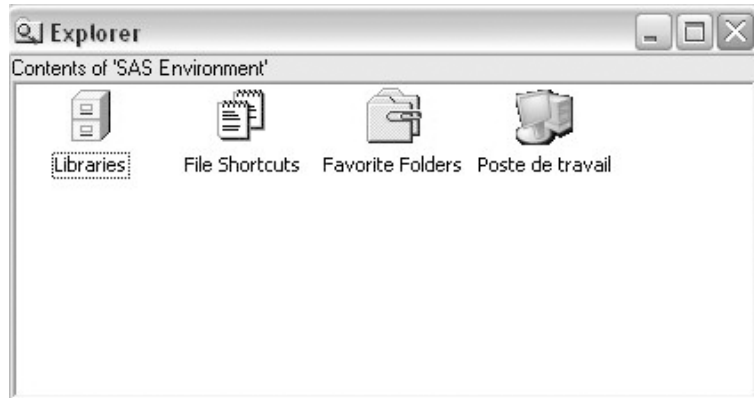 Explorer
Contents of 'SAS Environment'
Libraries File Shortcuts Favorite Folders Poste de travail